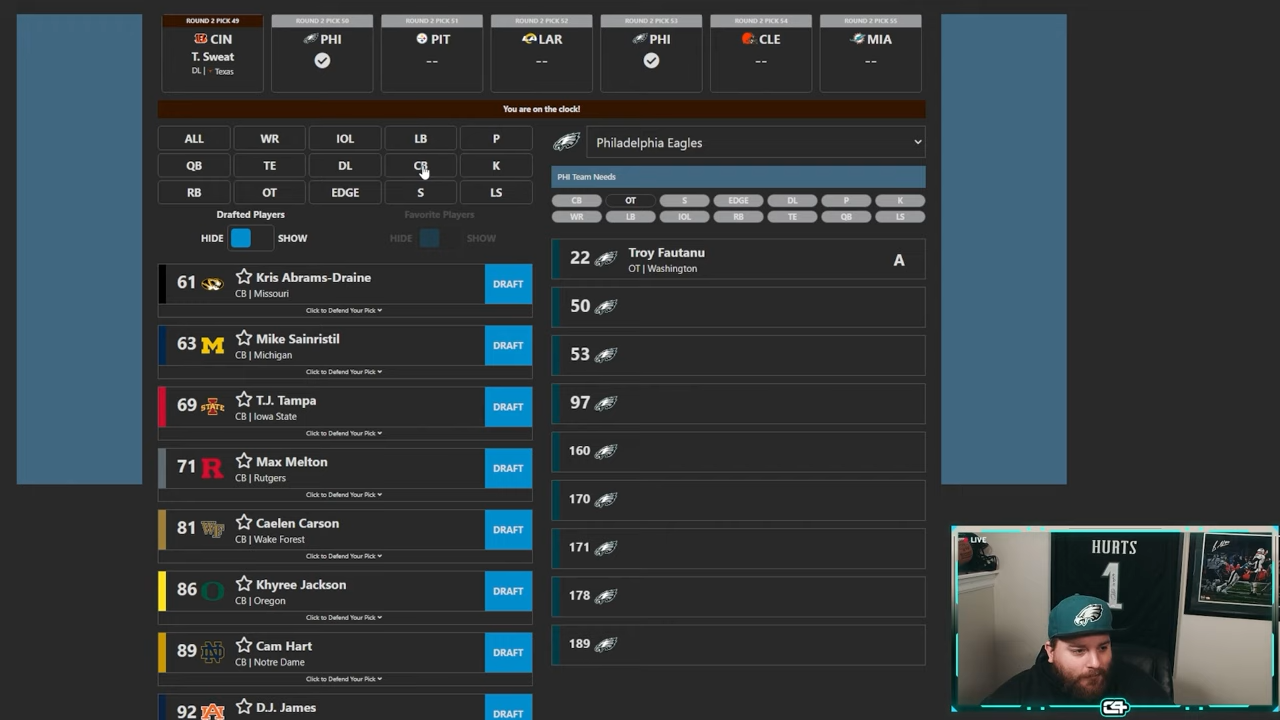 ROUND 2 PICK 49
CIN
T. Sweat
DL | Texas
ROUND 2 PICK 50
PHI
ROUND 2 PICK 51
PIT
--
ROUND 2 PICK 52
LAR
--
ROUND 2 PICK 53
PHI
ROUND 2 PICK 54
CLE
--
ROUND 2 PICK 55
MIA
--
You are on the clock!
ALL WR IOL LB P
QB TE DL CB K
RB OT EDGE S LS
Drafted Players
HIDE SHOW
Favorite Players
HIDE SHOW
61 Kris Abrams-Draine DRAFT
CB | Missouri
Click to Defend Your Pick
63 M Mike Sainristil DRAFT
CB | Michigan
Click to Defend Your Pick
69 STATE T.J. Tampa DRAFT
CB | Iowa State
Click to Defend Your Pick
71 R Max Melton DRAFT
CB | Rutgers
Click to Defend Your Pick
81 WF Caelen Carson DRAFT
CB | Wake Forest
Click to Defend Your Pick
86 O Khyree Jackson DRAFT
CB | Oregon
Click to Defend Your Pick
89 Cam Hart DRAFT
CB | Notre Dame
Click to Defend Your Pick
92 D.J. James DRAFT
Philadelphia Eagles
PHI Team Needs
CB OT S EDGE DL P K
WR LB IOL RB TE QB LS
22 Troy Fautanu A
OT | Washington
50
53
97
160
170
171
178
189
LIVE
HURTS
1